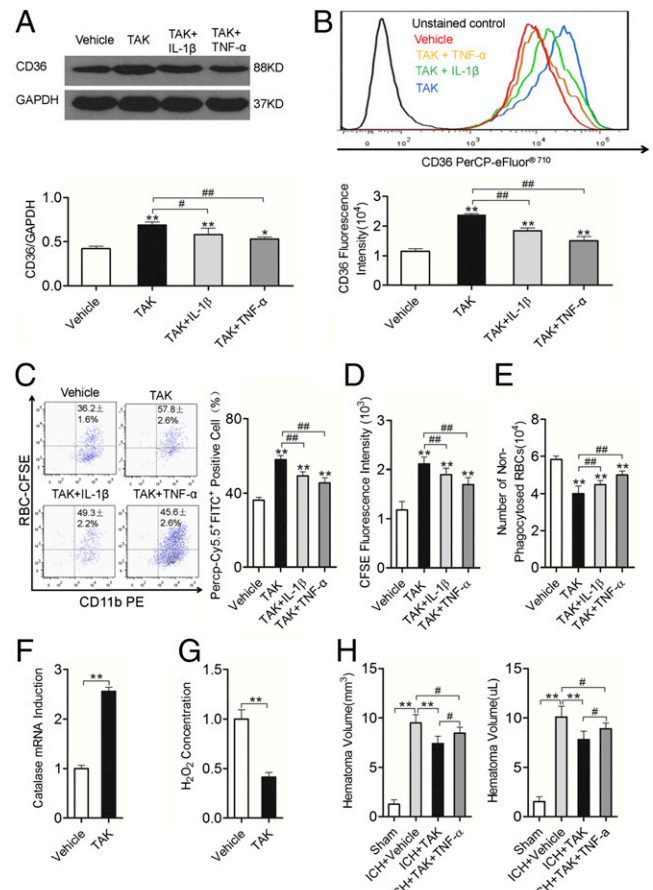 A
Vehicle TAK TAK+ IL-1β TAK+ TNF-α
CD36 88KD
GAPDH 37KD
CD36/GAPDH
1.0
0.5
0.0
** ** *
# ##
Vehicle
TAK
TAK+IL-1β
TAK+TNF-α
B
Unstained control
Vehicle
TAK + TNF-α
TAK + IL-1β
TAK
0 10² 10³ 10⁴ 10⁵
CD36 PerCP-eFluor® 710
CD36 Fluorescence
Intensity(10⁴)
3
2
1
0
** ** **
## ##
Vehicle
TAK
TAK+IL-1β
TAK+TNF-α
C
Vehicle TAK
36.2±
1.6%
57.8±
2.6%
TAK+IL-1β TAK+TNF-α
49.3±
2.2%
45.6±
2.6%
RBC-CFSE
CD11b PE
Percp-Cy5.5⁺FITC⁺ Positive Cell (%)
80
40
0
** ** **
## ##
Vehicle
TAK
TAK+IL-1β
TAK+TNF-α
D
CFSE Fluorescence Intensity (10³)
3
2
1
0
** ** **
## ##
Vehicle
TAK
TAK+IL-1β
TAK+TNF-α
E
Number of Non-
Phagocytosed RBCs(10⁴)
8
6
4
2
0
** ** **
## ##
Vehicle
TAK
TAK+IL-1β
TAK+TNF-α
F
Catalase mRNA Induction
3
2
1
0
**
Vehicle
TAK
G
H₂O₂ Concentration
1.5
1.0
0.5
0.0
**
Vehicle
TAK
H
Hematoma Volume(mm³)
15
10
5
0
** ** # #
Sham
ICH+Vehicle
ICH+TAK
ICH+TAK+TNF-α
Hematoma Volume(uL)
15
10
5
0
** ** # #
Sham
ICH+Vehicle
ICH+TAK
ICH+TAK+TNF-a